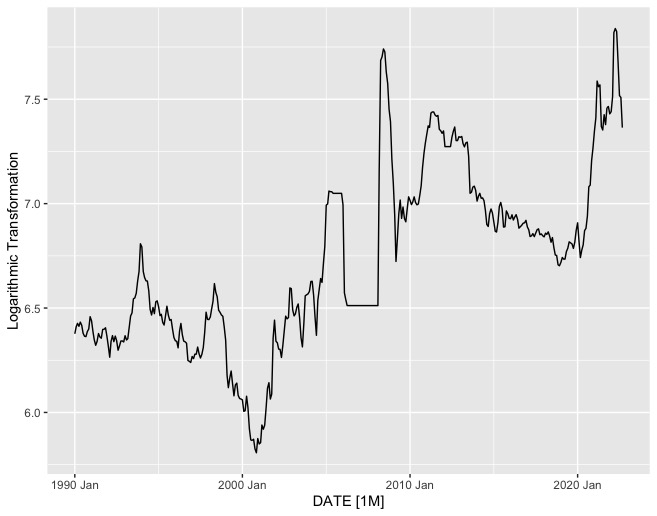 Logarithmic Transformation
7.5
7.0
6.5
6.0
1990 Jan
2000 Jan
2010 Jan
2020 Jan
DATE [1M]